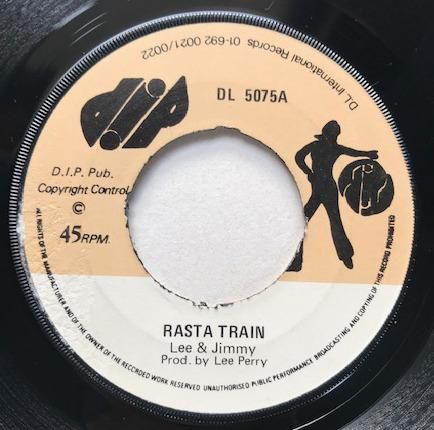 DL International Records 01-692 0021/0022
dip
DL 5075A
D.I.P. Pub.
Copyright Control
©
45RPM.
dip
RASTA TRAIN
Lee & Jimmy
Prod. by Lee Perry
ALL RIGHTS OF THE MANUFACTURER AND OF THE OWNER OF THE RECORDED WORK RESERVED UNAUTHORISED PUBLIC PERFORMANCE BROADCASTING AND COPYING OF THIS RECORD PROHIBITED